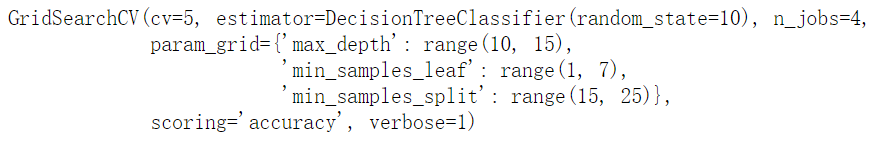 GridSearchCV(cv=5, estimator=DecisionTreeClassifier(random_state=10), n_jobs=4,
             param_grid={'max_depth': range(10, 15),
                         'min_samples_leaf': range(1, 7),
                         'min_samples_split': range(15, 25)},
             scoring='accuracy', verbose=1)